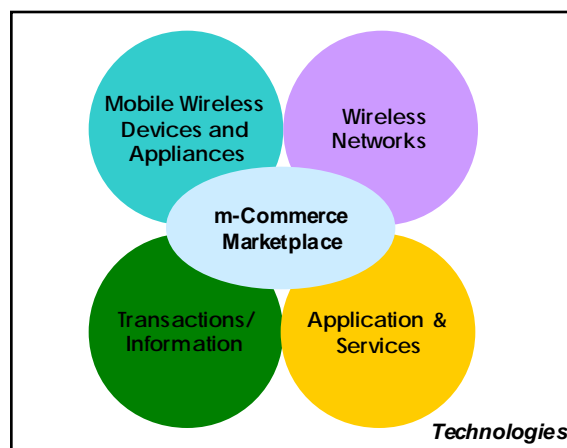 Mobile Wireless
Devices and
Appliances
Wireless
Networks
m-Commerce
Marketplace
Transactions/
Information
Application &
Services
Technologies